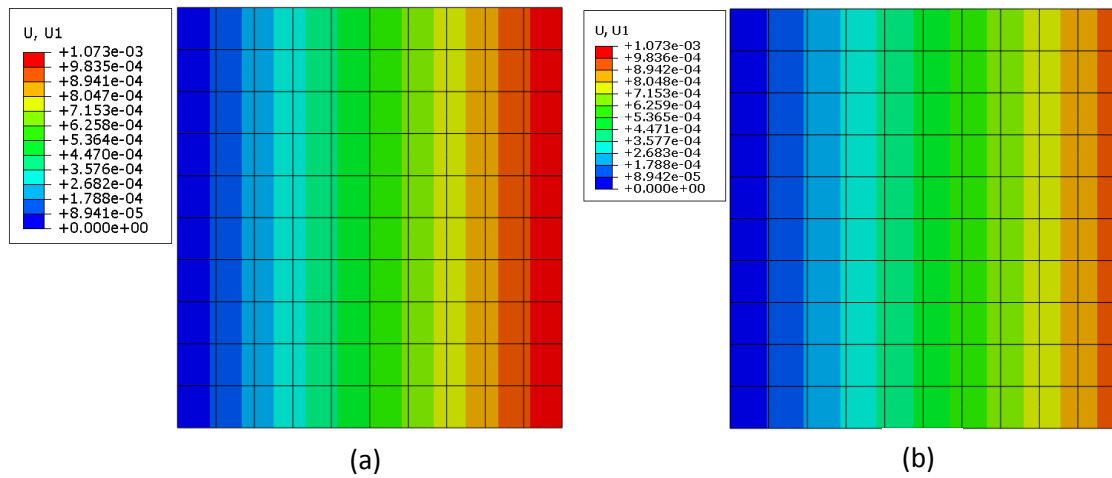 U, U1
+1.073e-03
+9.835e-04
+8.941e-04
+8.047e-04
+7.153e-04
+6.258e-04
+5.364e-04
+4.470e-04
+3.576e-04
+2.682e-04
+1.788e-04
+8.941e-05
+0.000e+00
(a)
U, U1
+1.073e-03
+9.836e-04
+8.942e-04
+8.048e-04
+7.153e-04
+6.259e-04
+5.365e-04
+4.471e-04
+3.577e-04
+2.683e-04
+1.788e-04
+8.942e-05
+0.000e+00
(b)